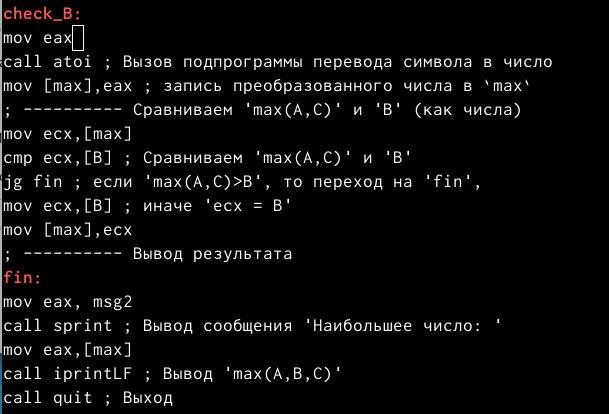 check_B:
mov eax
call atoi ; Вызов подпрограммы перевода символа в число
mov [max],eax ; запись преобразованного числа в `max`
; ---------- Сравниваем 'max(A,C)' и 'B' (как числа)
mov ecx,[max]
cmp ecx,[B] ; Сравниваем 'max(A,C)' и 'B'
jg fin ; если 'max(A,C)>B', то переход на 'fin',
mov ecx,[B] ; иначе 'ecx = B'
mov [max],ecx
; ---------- Вывод результата
fin:
mov eax, msg2
call sprint ; Вывод сообщения 'Наибольшее число: '
mov eax,[max]
call iprintLF ; Вывод 'max(A,B,C)'
call quit ; Выход